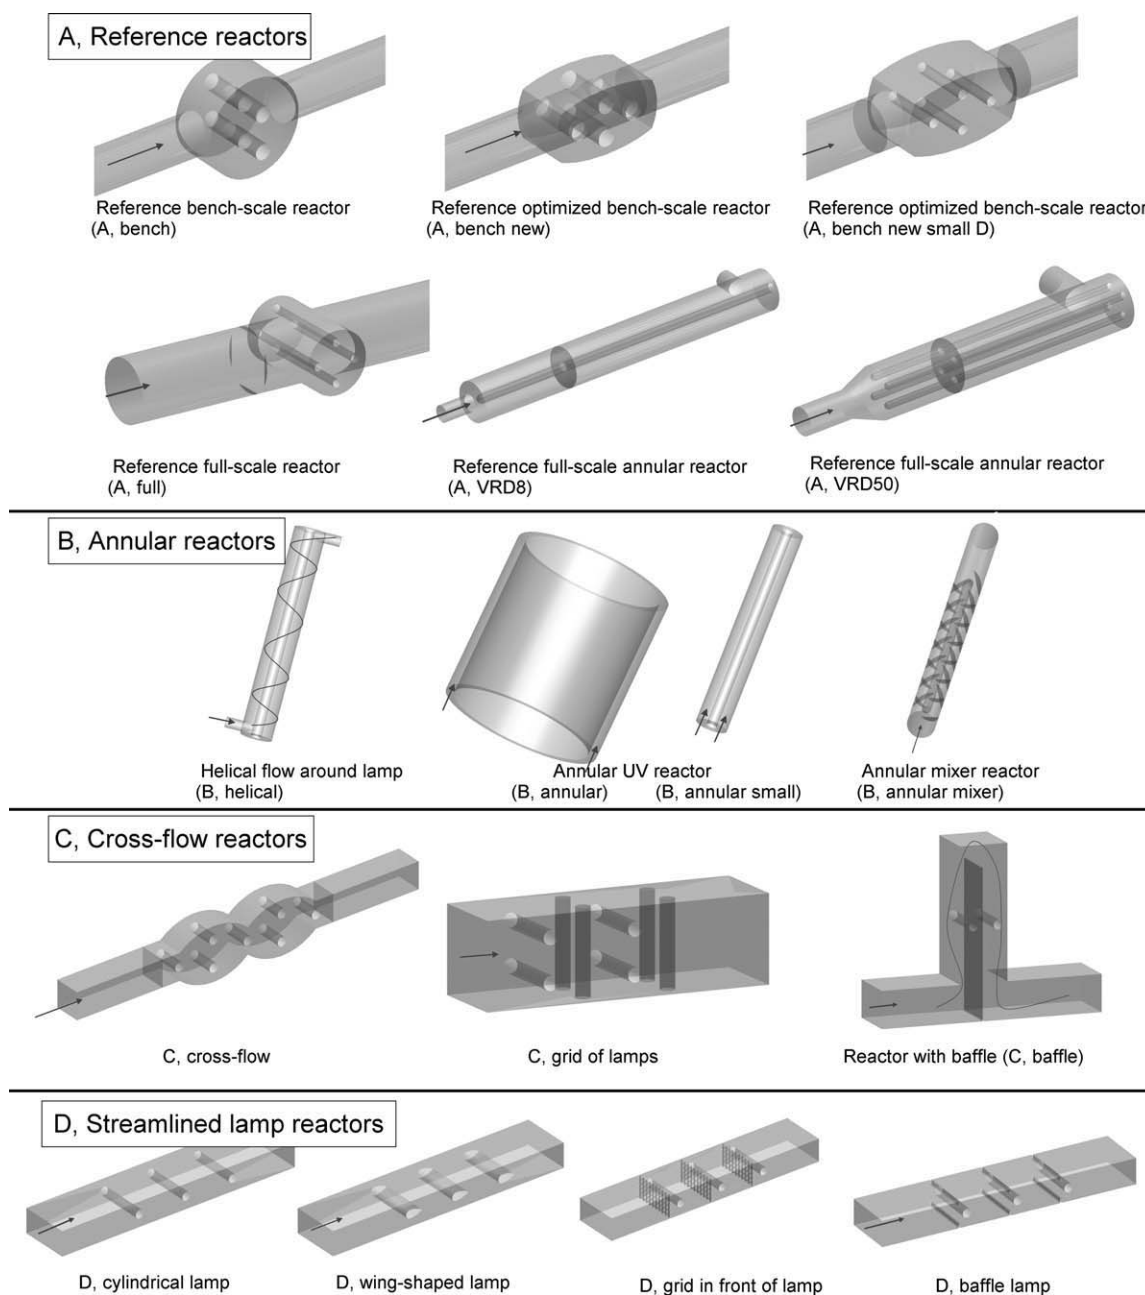 A, Reference reactors
Reference bench-scale reactor
(A, bench)
Reference optimized bench-scale reactor
(A, bench new)
Reference optimized bench-scale reactor
(A, bench new small D)
Reference full-scale reactor
(A, full)
Reference full-scale annular reactor
(A, VRD8)
Reference full-scale annular reactor
(A, VRD50)
B, Annular reactors
Helical flow around lamp
(B, helical)
Annular UV reactor
(B, annular)
(B, annular small)
Annular mixer reactor
(B, annular mixer)
C, Cross-flow reactors
C, cross-flow
C, grid of lamps
Reactor with baffle (C, baffle)
D, Streamlined lamp reactors
D, cylindrical lamp
D, wing-shaped lamp
D, grid in front of lamp
D, baffle lamp